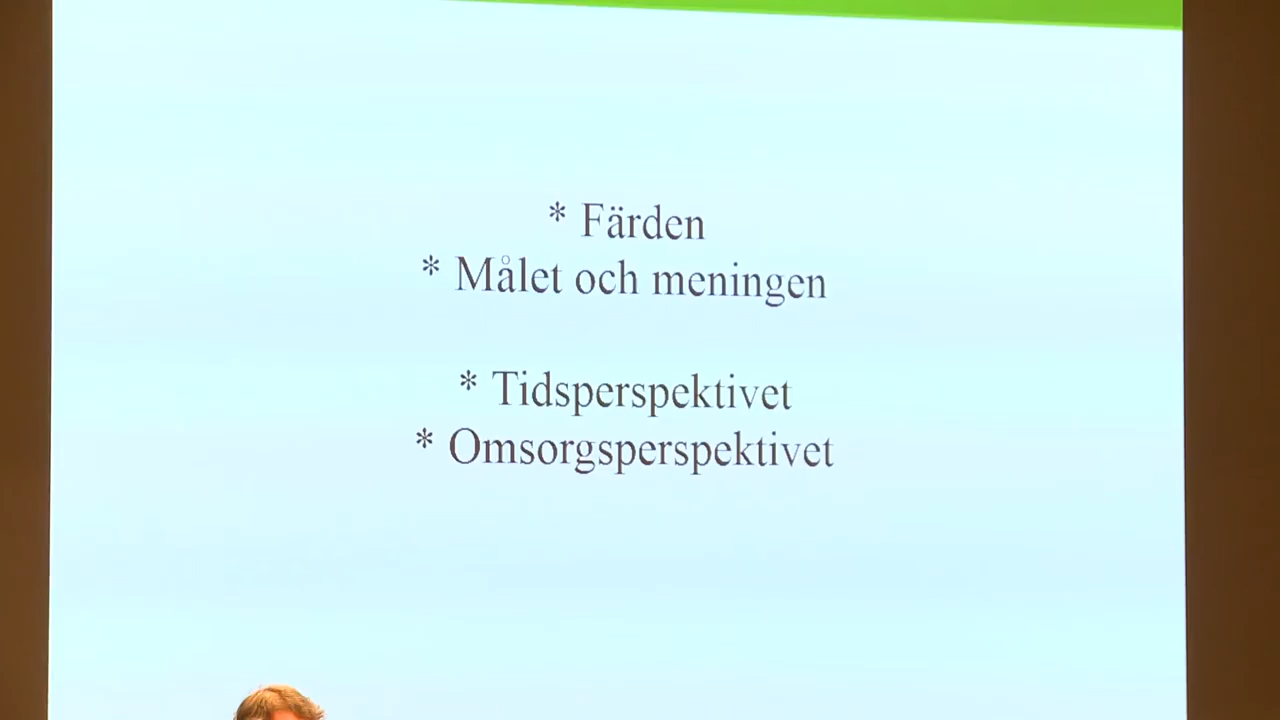 * Färden
* Målet och meningen
* Tidsperspektivet
* Omsorgsperspektivet